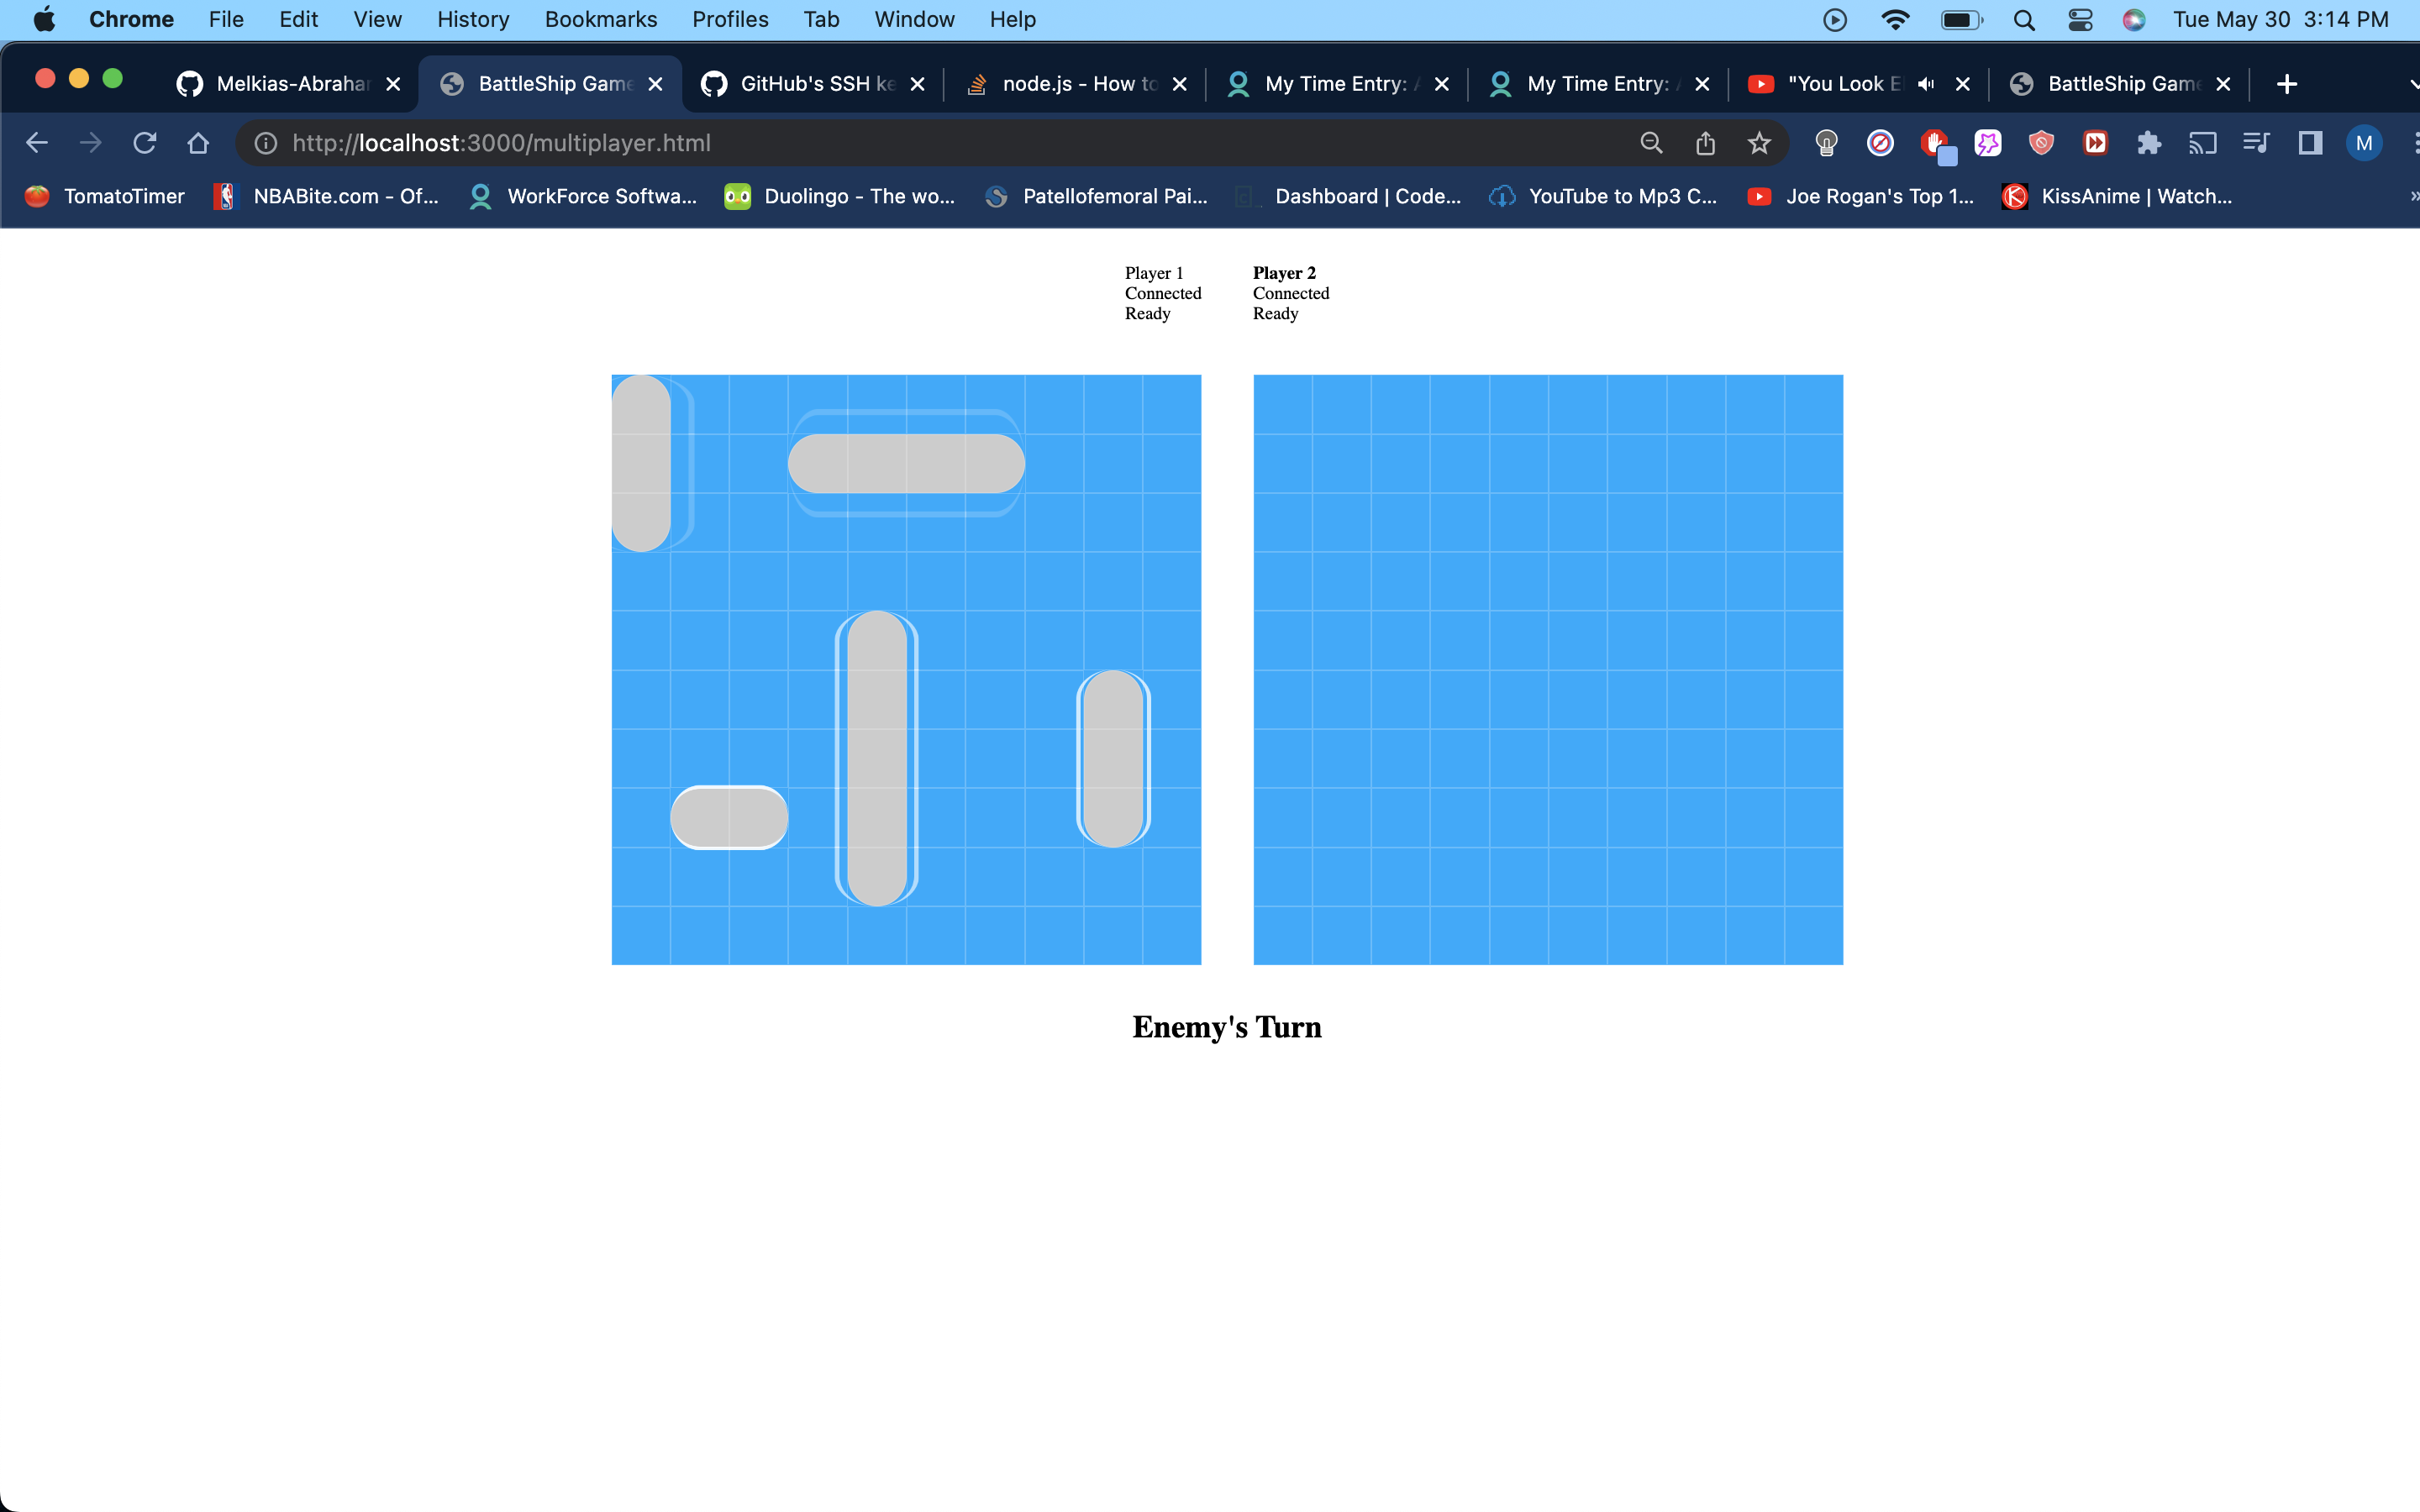 Chrome File Edit View History Bookmarks Profiles Tab Window Help Tue May 30 3:14 PM
Melkias-Abrahar BattleShip Game GitHub's SSH ke node.js - How to My Time Entry: My Time Entry: "You Look E BattleShip Game
http://localhost:3000/multiplayer.html M
TomatoTimer NBABite.com - Of... WorkForce Softwa... Duolingo - The wo... Patellofemoral Pai... Dashboard | Code... YouTube to Mp3 C... Joe Rogan's Top 1... KissAnime | Watch...
Player 1 Player 2
Connected Connected
Ready Ready
Enemy's Turn